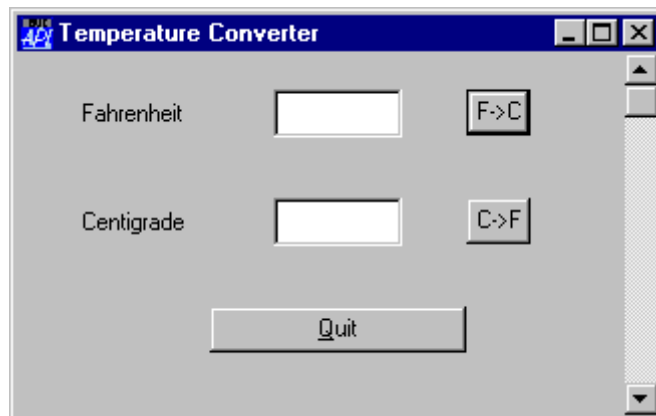 Temperature Converter
Fahrenheit F->C
Centigrade C->F
Quit